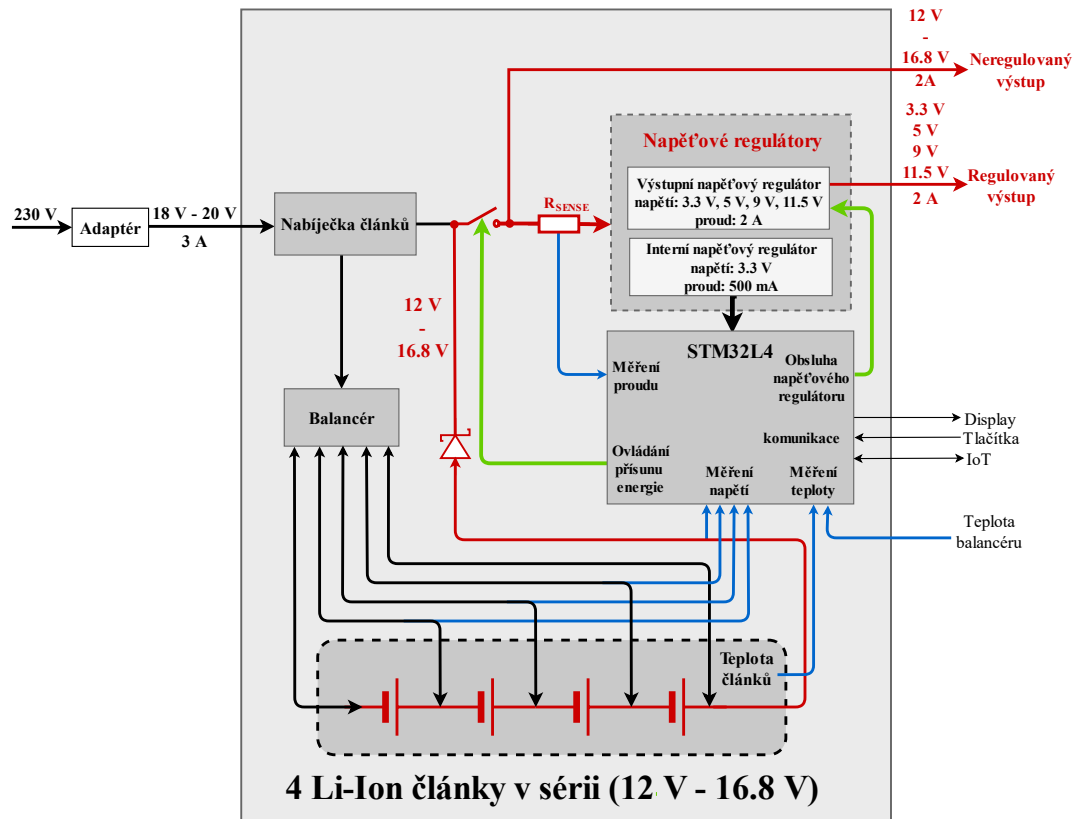 12 V
-
16.8 V
2A
Neregulovaný
výstup
3.3 V
5 V
9 V
11.5 V
2 A
Regulovaný
výstup
Napěťové regulátory
Výstupní napěťový regulátor
napětí: 3.3 V, 5 V, 9 V, 11.5 V
proud: 2 A
Interní napěťový regulátor
napětí: 3.3 V
proud: 500 mA
230 V
Adaptér
18 V - 20 V
3 A
Nabíječka článků
RSENSE
12 V
-
16.8 V
STM32L4
Měření
proudu
Obsluha
napěťového
regulátoru
komunikace
Ovládání
přísunu
energie
Měření
napětí
Měření
teploty
Display
Tlačítka
IoT
Teplota
balancéru
Balancér
Teplota
článků
4 Li-Ion články v sérii (12 V - 16.8 V)